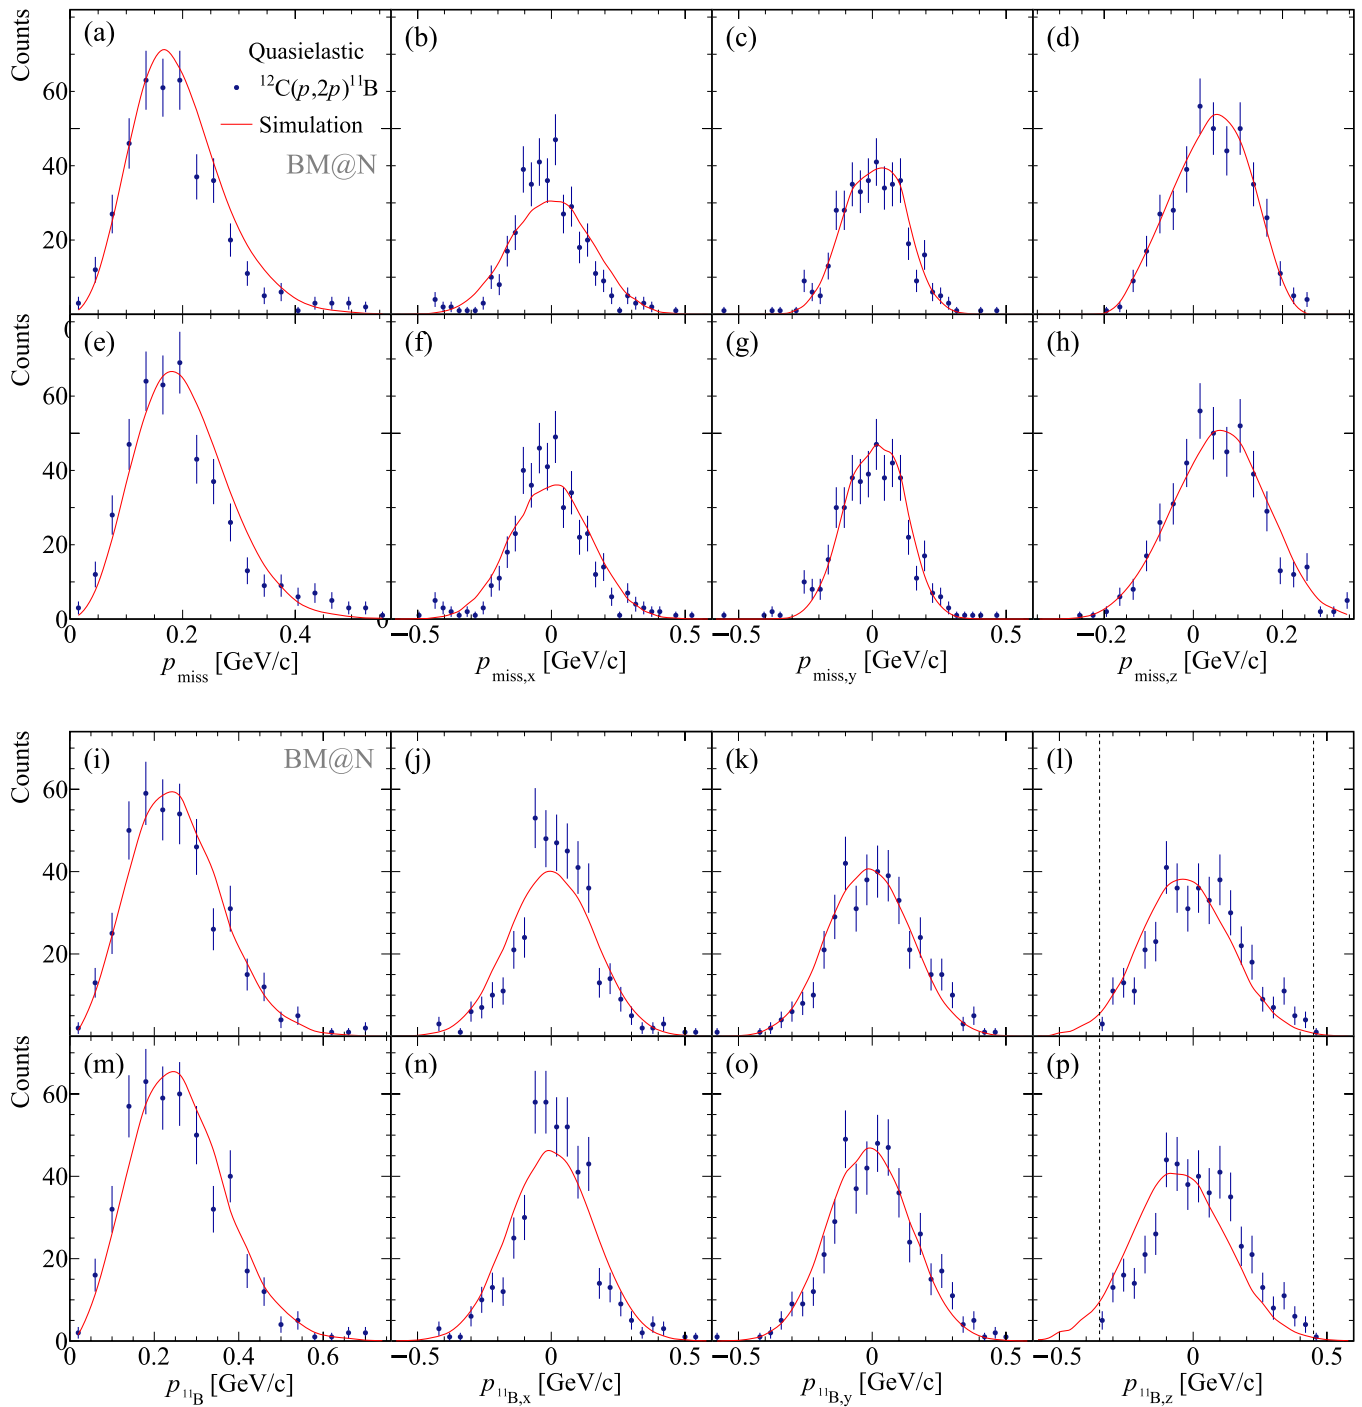 Counts
(a)
Quasielastic
¹²C(p,2p)¹¹B
Simulation
BM@N
(b)
(c)
(d)
60
40
20
Counts
(e)
(f)
(g)
(h)
60
40
20
0
0 0.2 0.4 0
−0.5 0 0.5
−0.5 0 0.5
−0.2 0 0.2
p_miss [GeV/c]
p_miss,x [GeV/c]
p_miss,y [GeV/c]
p_miss,z [GeV/c]
Counts
(i)
BM@N
(j)
(k)
(l)
60
40
20
Counts
(m)
(n)
(o)
(p)
60
40
20
0
0 0.2 0.4 0.6
−0.5 0 0.5
−0.5 0 0.5
−0.5 0 0.5
p_¹¹B [GeV/c]
p_¹¹B,x [GeV/c]
p_¹¹B,y [GeV/c]
p_¹¹B,z [GeV/c]